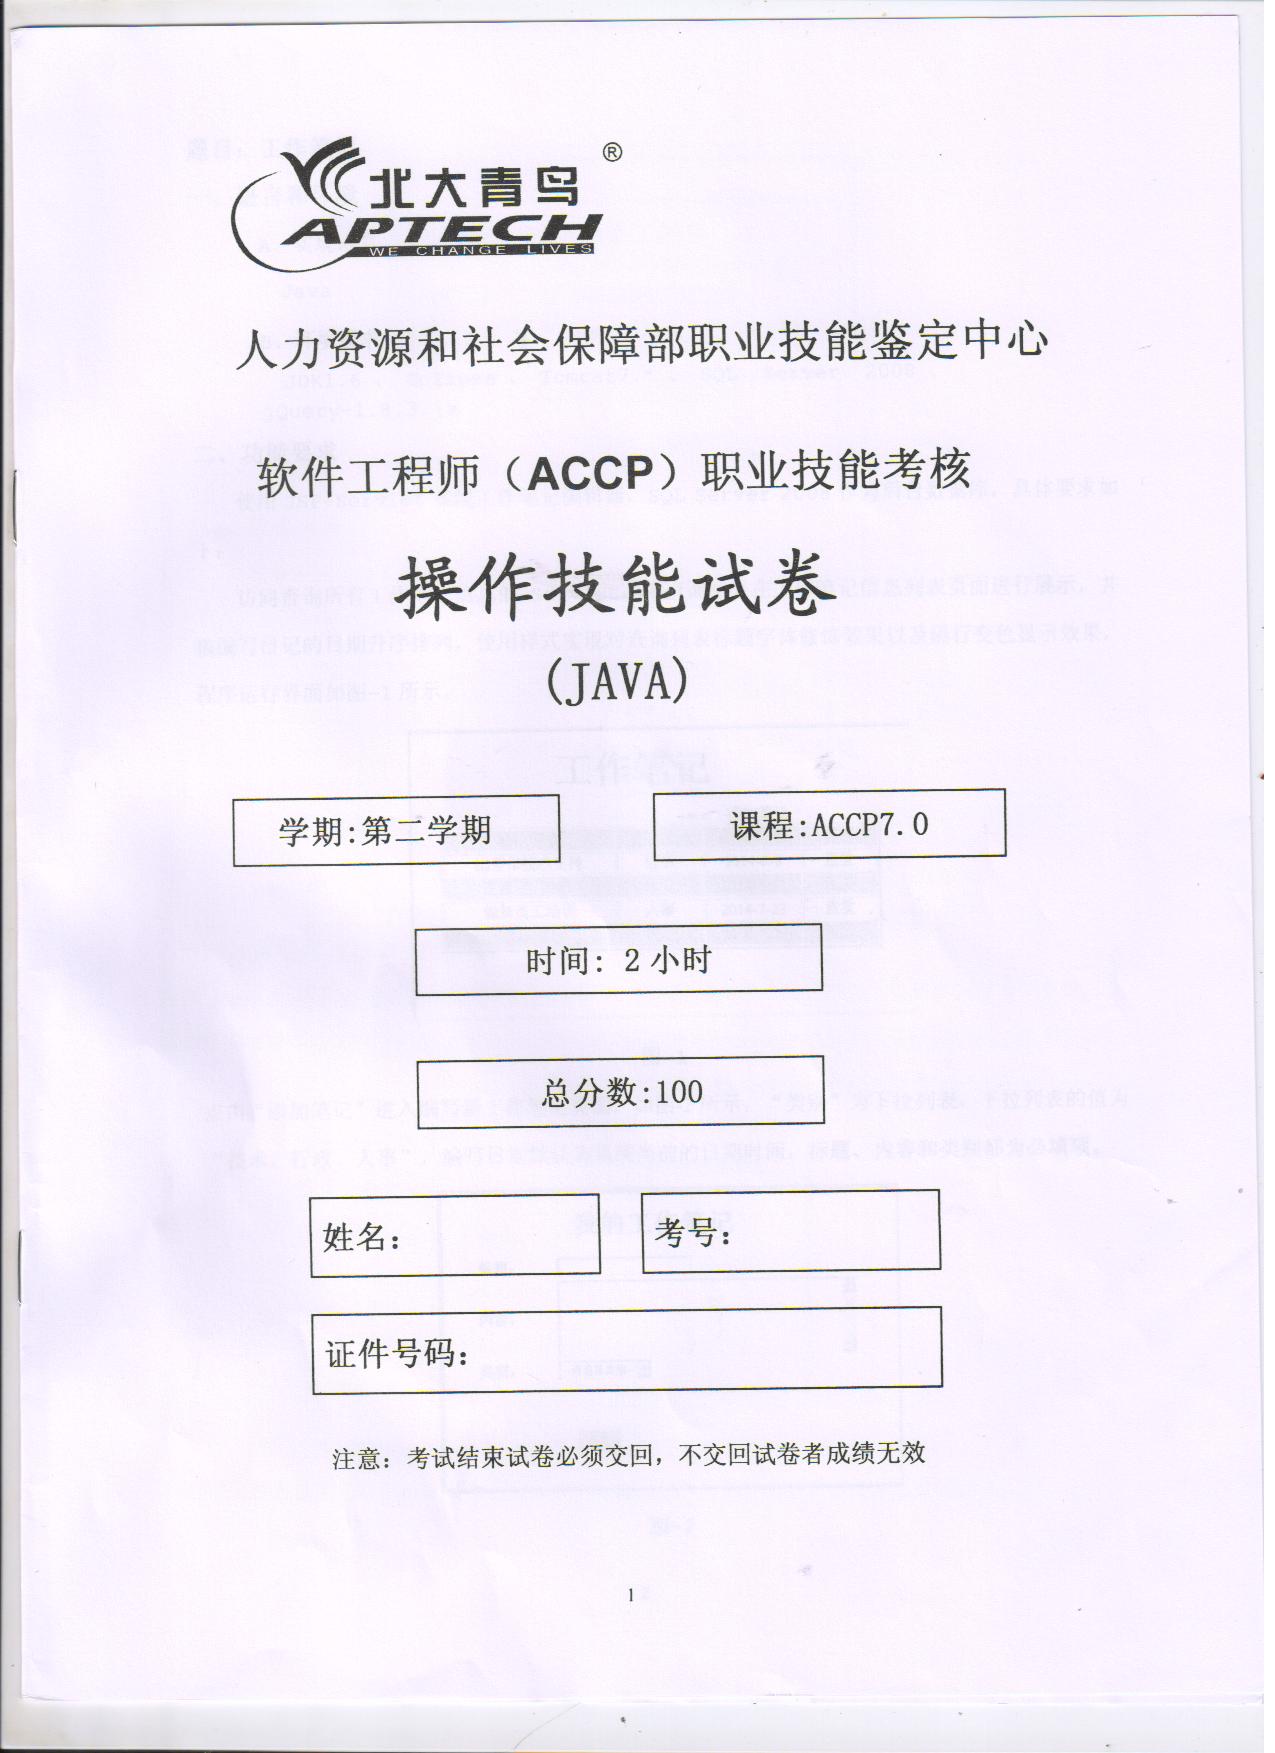 北大青鸟 ®
APTECH
WE CHANGE LIVES
人力资源和社会保障部职业技能鉴定中心
软件工程师（ACCP）职业技能考核
操作技能试卷
(JAVA)
学期:第二学期 课程:ACCP7.0
时间: 2小时
总分数:100
姓名: 考号:
证件号码:
注意：考试结束试卷必须交回，不交回试卷者成绩无效
1